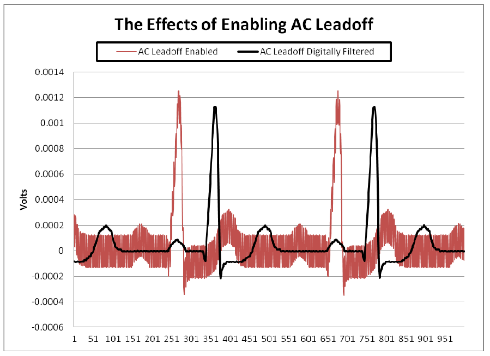 The Effects of Enabling AC Leadoff
AC Leadoff Enabled AC Leadoff Digitally Filtered
0.0014
0.0012
0.001
0.0008
0.0006
0.0004
0.0002
0
-0.0002
-0.0004
-0.0006
Volts
1 51 101 151 201 251 301 351 401 451 501 551 601 651 701 751 801 851 901 951